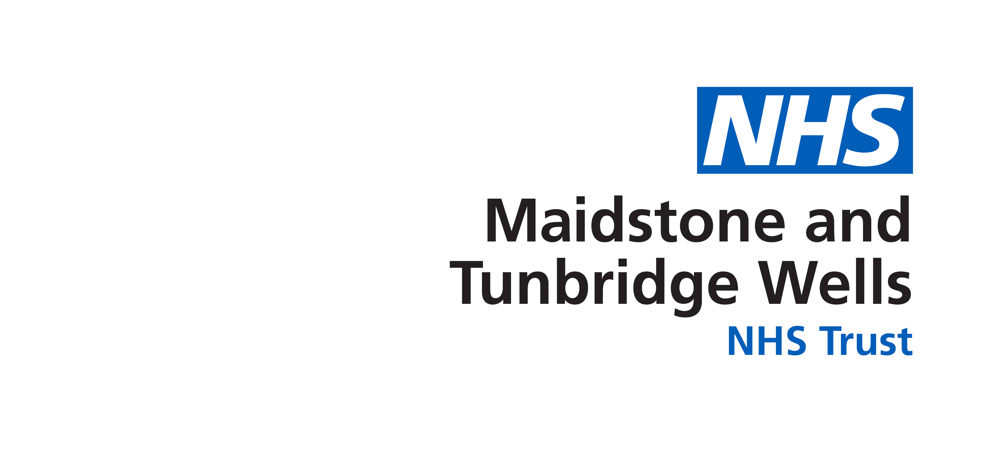 NHS
Maidstone and
Tunbridge Wells
NHS Trust